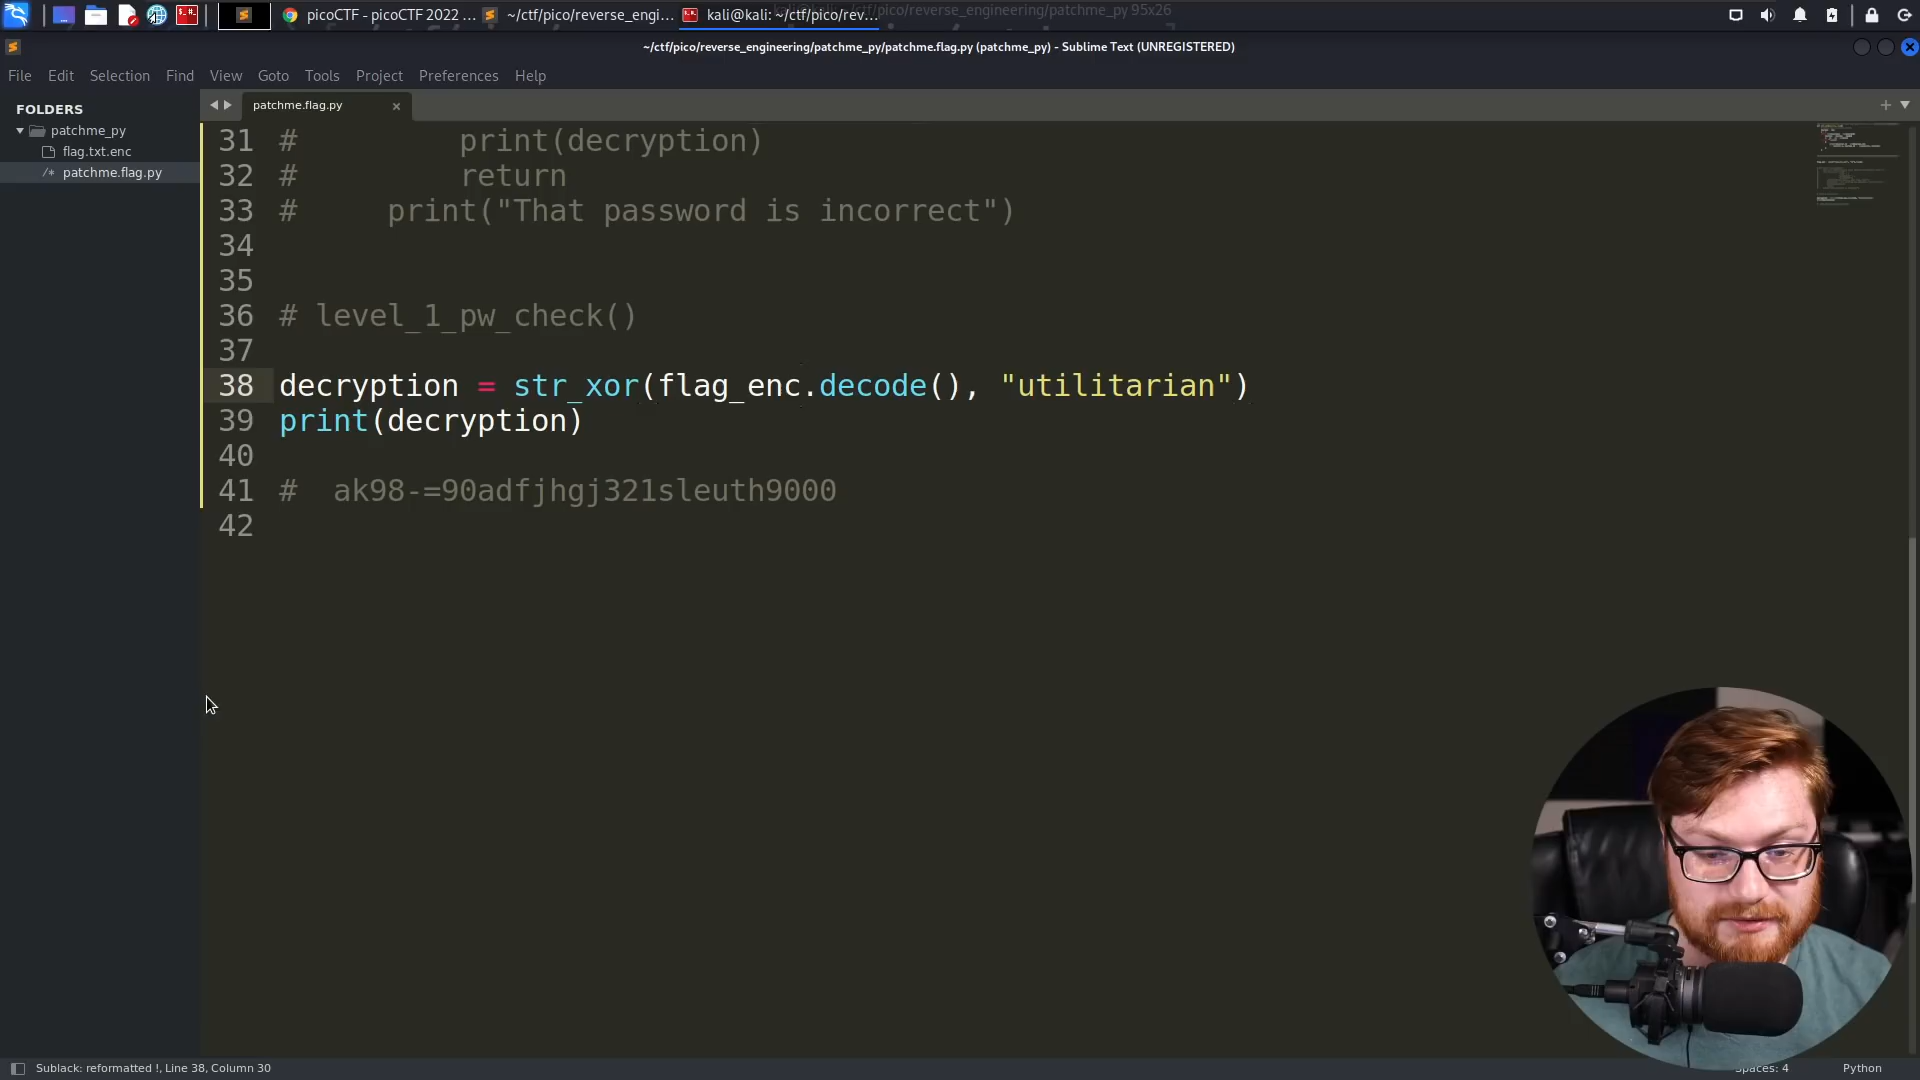 picoCTF - picoCTF 2022 ...
~/ctf/pico/reverse_engi...
kali@kali: ~/ctf/pico/rev...
~/ctf/pico/reverse_engineering/patchme_py/patchme.flag.py (patchme_py) - Sublime Text (UNREGISTERED)
File Edit Selection Find View Goto Tools Project Preferences Help
FOLDERS
patchme_py
flag.txt.enc
/* patchme.flag.py
patchme.flag.py
31 #         print(decryption)
32 #         return
33 #     print("That password is incorrect")
34
35
36 # level_1_pw_check()
37
38 decryption = str_xor(flag_enc.decode(), "utilitarian")
39 print(decryption)
40
41 #  ak98-=90adfjhgj321sleuth9000
42
Sublack: reformatted !, Line 38, Column 30
Spaces: 4
Python